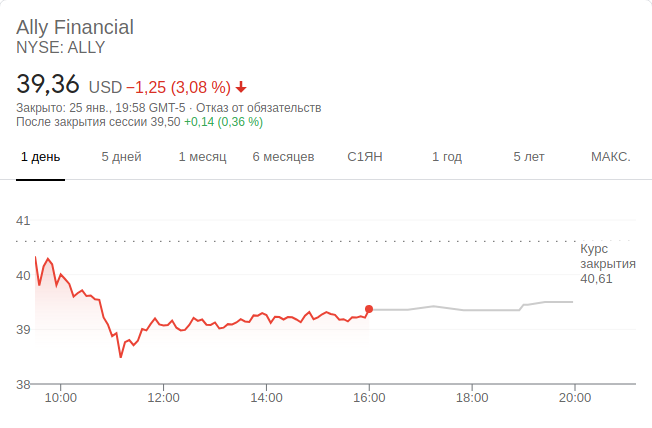 Ally Financial
NYSE: ALLY
39,36 USD −1,25 (3,08 %)
Закрыто: 25 янв., 19:58 GMT-5 · Отказ от обязательств
После закрытия сессии 39,50 +0,14 (0,36 %)
1 день 5 дней 1 месяц 6 месяцев С1ЯН 1 год 5 лет МАКС.
41
Курс
закрытия
40,61
40
39
38
10:00 12:00 14:00 16:00 18:00 20:00